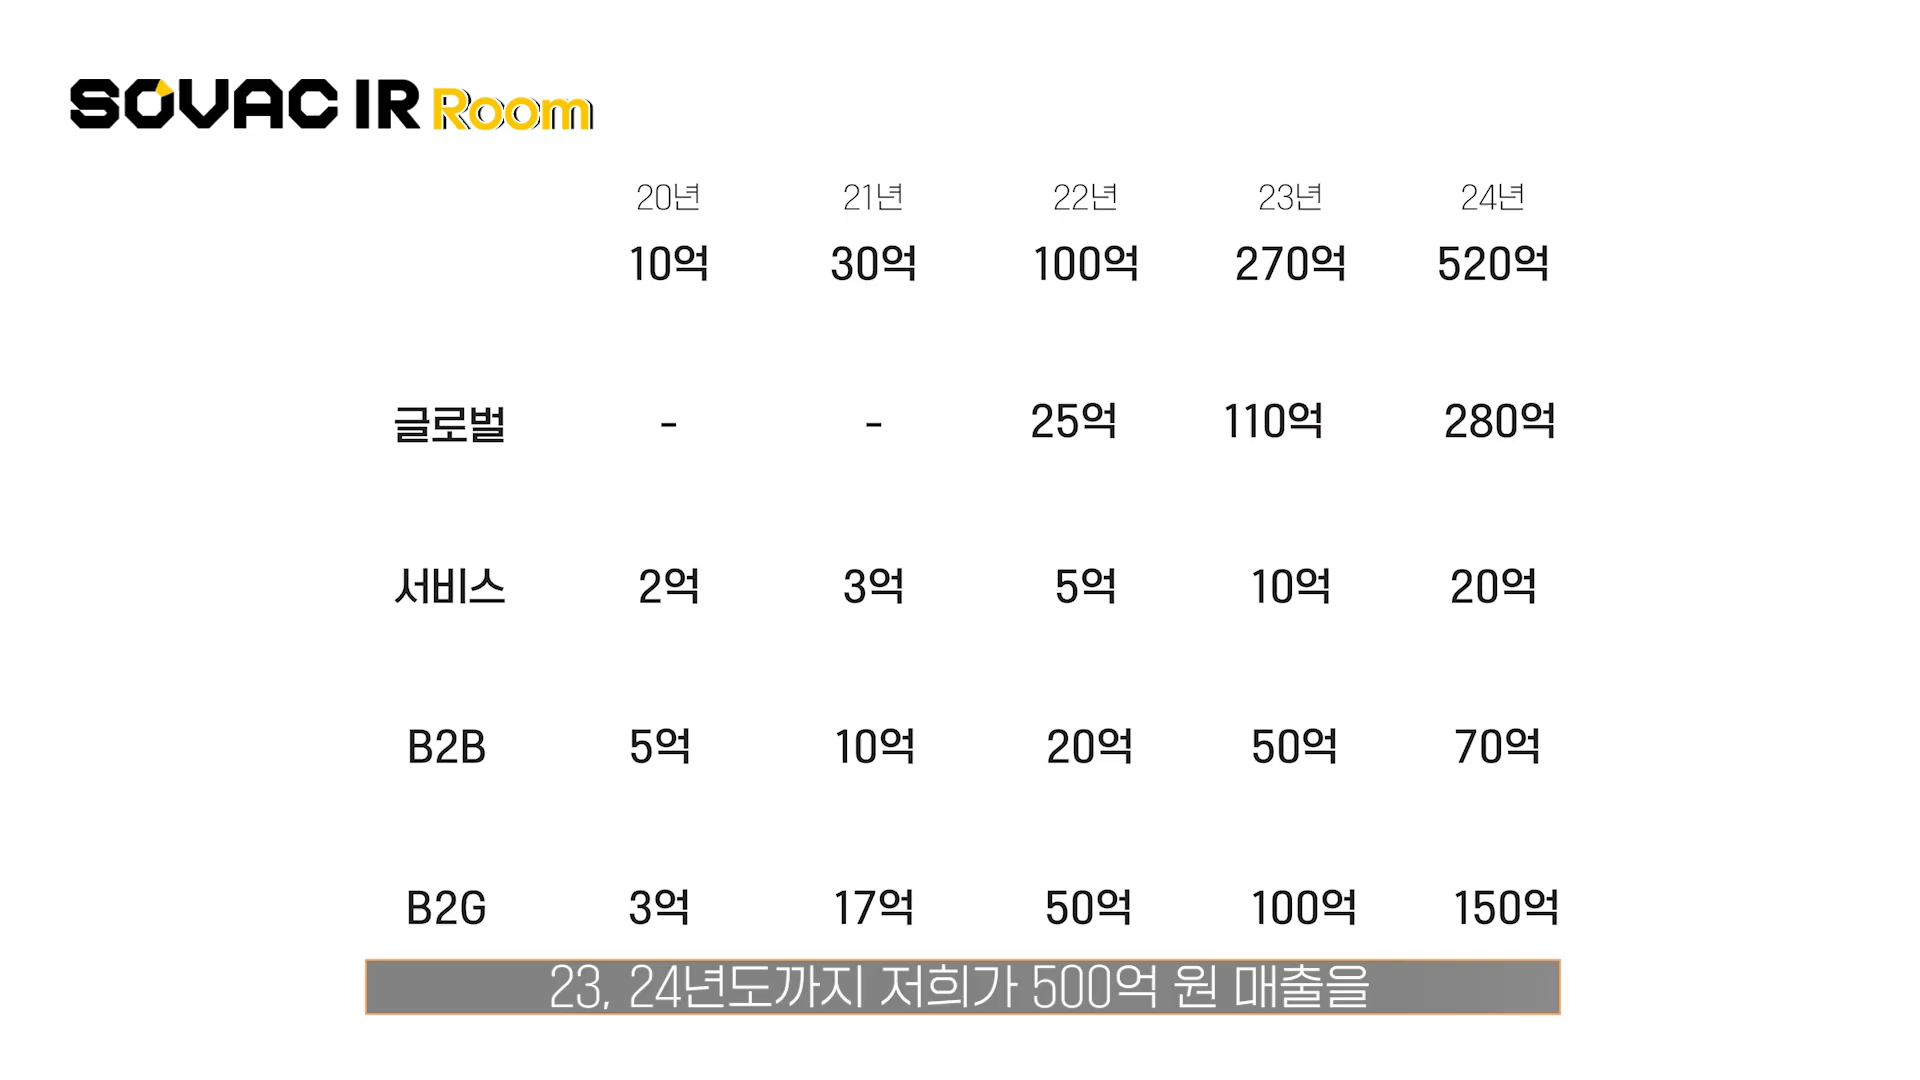 SOVAC IR Room
20년 21년 22년 23년 24년
10억 30억 100억 270억 520억
글로벌 - - 25억 110억 280억
서비스 2억 3억 5억 10억 20억
B2B 5억 10억 20억 50억 70억
B2G 3억 17억 50억 100억 150억
23, 24년도까지 저희가 500억 원 매출을